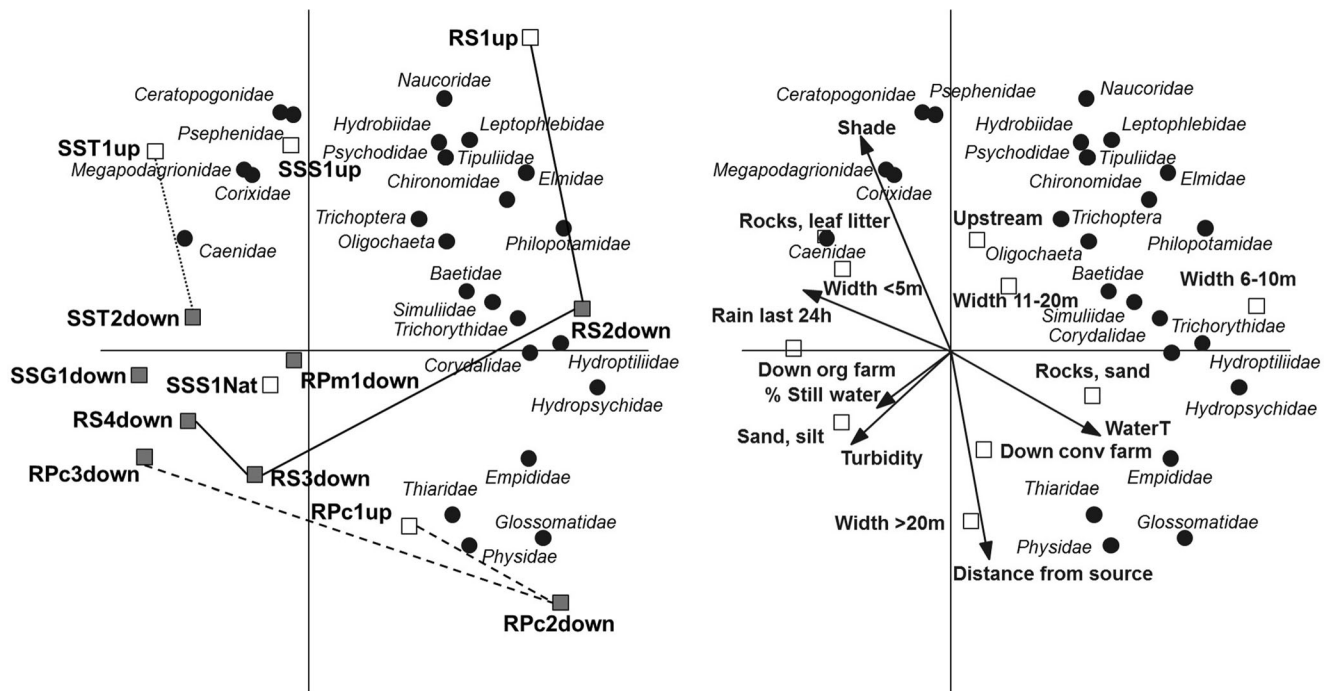 RS1up
Naucoridae
Ceratopogonidae
Hydrobiidae
Leptophlebidae
Psephenidae
SST1up
SSS1up
Psychodidae
Tipuliidae
Megapodagrionidae
Chironomidae
Elmidae
Corixidae
Trichoptera
Caenidae
Oligochaeta
Philopotamidae
Baetidae
Simuliidae
SST2down
Trichorythidae
RS2down
Corydalidae
Hydroptiliidae
SSG1down
SSS1Nat
RPm1down
Hydropsychidae
RS4down
RPc3down
RS3down
Empididae
Thiaridae
RPc1up
Glossomatidae
Physidae
RPc2down
Ceratopogonidae
Psephenidae
Naucoridae
Shade
Hydrobiidae
Leptophlebidae
Psychodidae
Tipuliidae
Megapodagrionidae
Chironomidae
Elmidae
Corixidae
Rocks, leaf litter
Upstream
Trichoptera
Caenidae
Oligochaeta
Philopotamidae
Width <5m
Baetidae
Width 6-10m
Width 11-20m
Rain last 24h
Simuliidae
Trichorythidae
Corydalidae
Down org farm
Rocks, sand
Hydroptiliidae
% Still water
Hydropsychidae
Sand, silt
WaterT
Turbidity
Down conv farm
Empididae
Thiaridae
Width >20m
Glossomatidae
Physidae
Distance from source